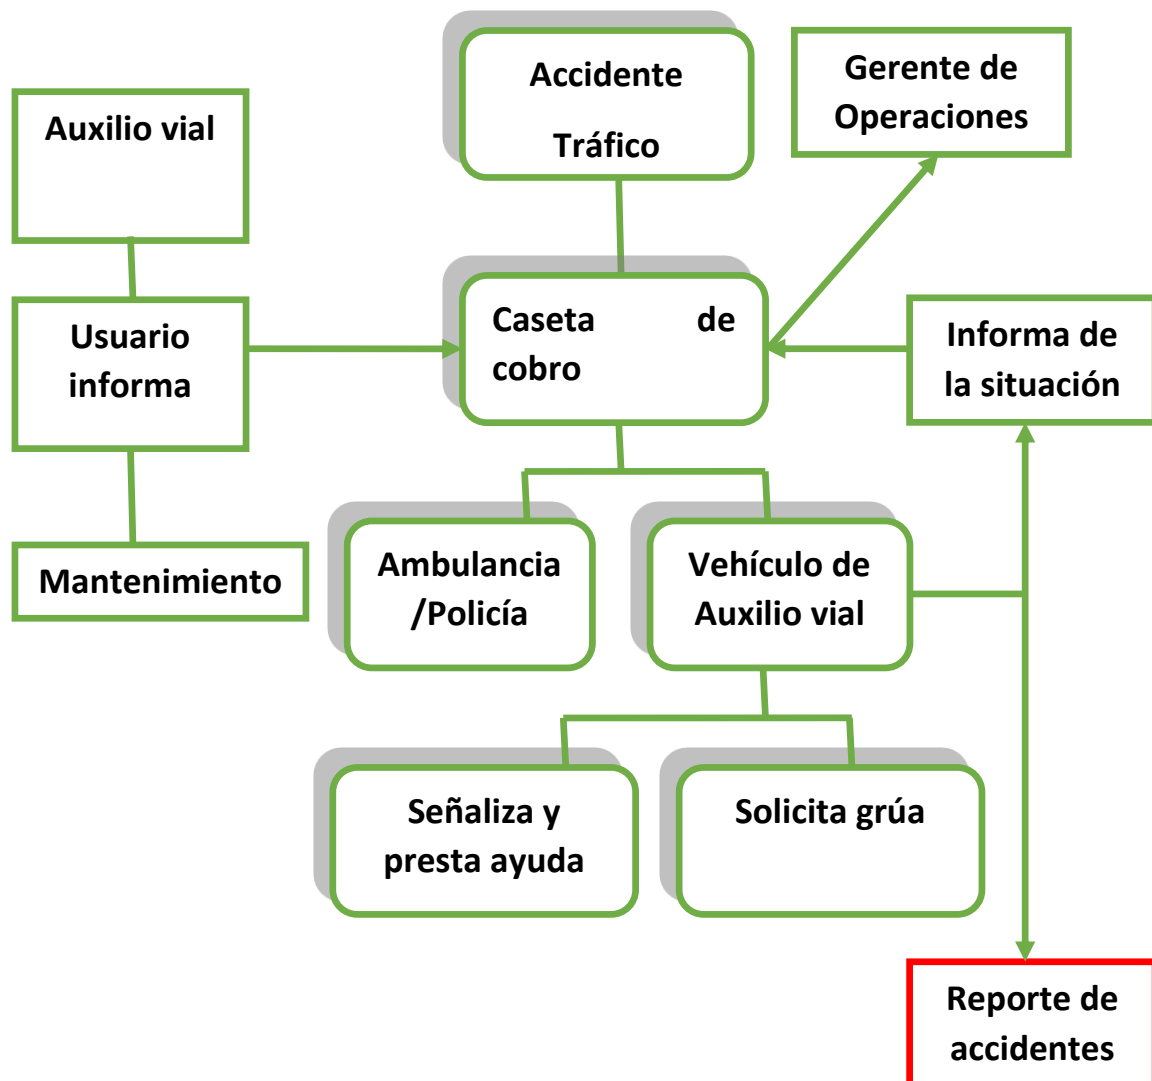 Accidente
Tráfico
Gerente de
Operaciones
Auxilio vial
Usuario
informa
Caseta de
cobro
Informa de
la situación
Mantenimiento
Ambulancia
/Policía
Vehículo de
Auxilio vial
Señaliza y
presta ayuda
Solicita grúa
Reporte de
accidentes